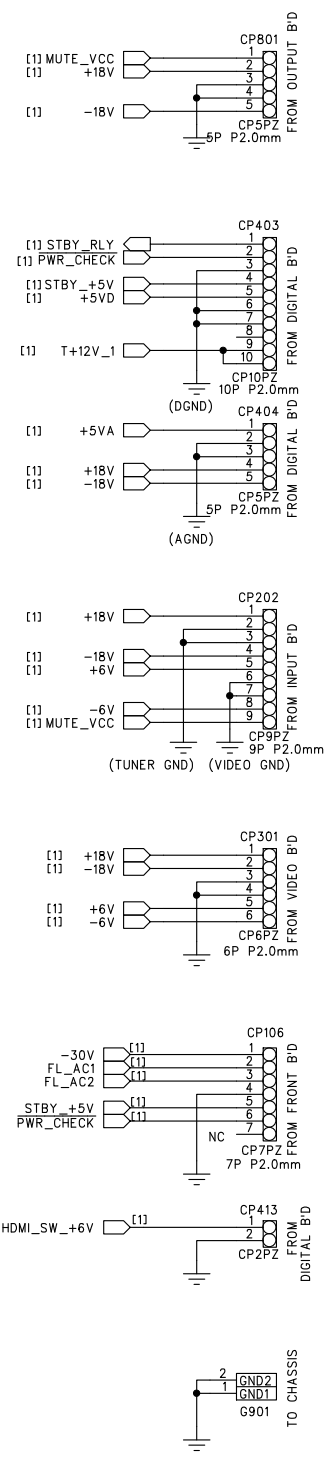 CP801
[1] MUTE_VCC 1
[1] +18V 2
3
4
[1] -18V 5
CP5PZ
5P P2.0mm
FROM OUTPUT B'D
CP403
[1] STBY_RLY 1
[1] PWR_CHECK 2
3
[1] STBY_+5V 4
[1] +5VD 5
6
7
8
[1] T+12V_1 9
10
CP10PZ
10P P2.0mm
(DGND)
FROM DIGITAL B'D
CP404
[1] +5VA 1
2
3
[1] +18V 4
[1] -18V 5
CP5PZ
5P P2.0mm
(AGND)
FROM DIGITAL B'D
CP202
[1] +18V 1
2
3
[1] -18V 4
[1] +6V 5
6
7
[1] -6V 8
[1] MUTE_VCC 9
CP9PZ
9P P2.0mm
(TUNER GND) (VIDEO GND)
FROM INPUT B'D
CP301
[1] +18V 1
[1] -18V 2
3
4
[1] +6V 5
[1] -6V 6
CP6PZ
6P P2.0mm
FROM VIDEO B'D
CP106
-30V [1] 1
FL_AC1 [1] 2
FL_AC2 [1] 3
4
STBY_+5V [1] 5
PWR_CHECK [1] 6
NC 7
CP7PZ
7P P2.0mm
FROM FRONT B'D
CP413
HDMI_SW_+6V [1] 1
2
CP2PZ
FROM
DIGITAL B'D
2 GND2
1 GND1
G901
TO CHASSIS